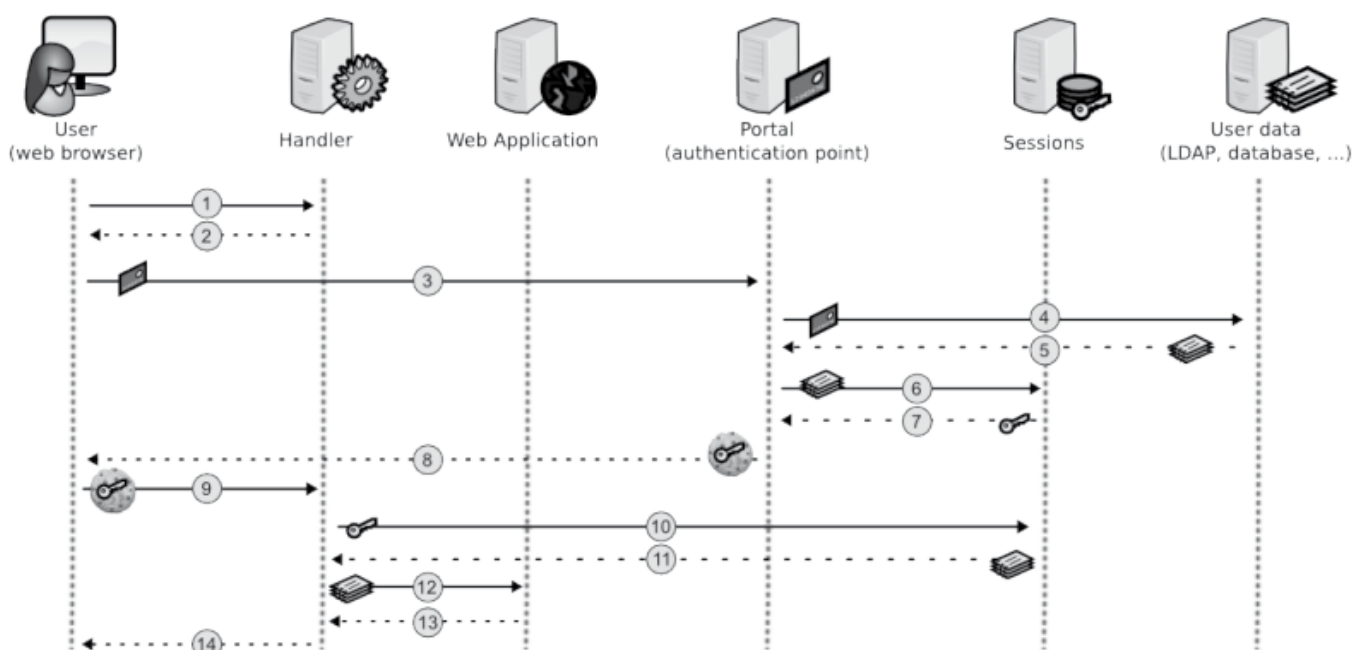 User
(web browser)
Handler
Web Application
Portal
(authentication point)
Sessions
User data
(LDAP, database, ...)
1
2
3
4
5
6
7
8
9
10
11
12
13
14